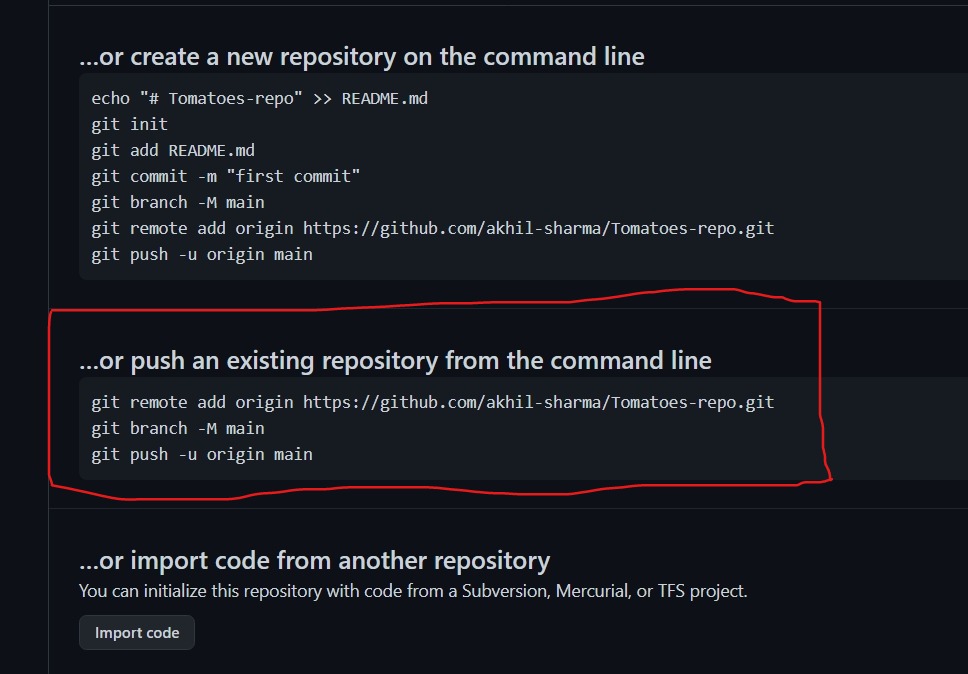 ...or create a new repository on the command line
echo "# Tomatoes-repo" >> README.md
git init
git add README.md
git commit -m "first commit"
git branch -M main
git remote add origin https://github.com/akhil-sharma/Tomatoes-repo.git
git push -u origin main
...or push an existing repository from the command line
git remote add origin https://github.com/akhil-sharma/Tomatoes-repo.git
git branch -M main
git push -u origin main
...or import code from another repository
You can initialize this repository with code from a Subversion, Mercurial, or TFS project.
Import code